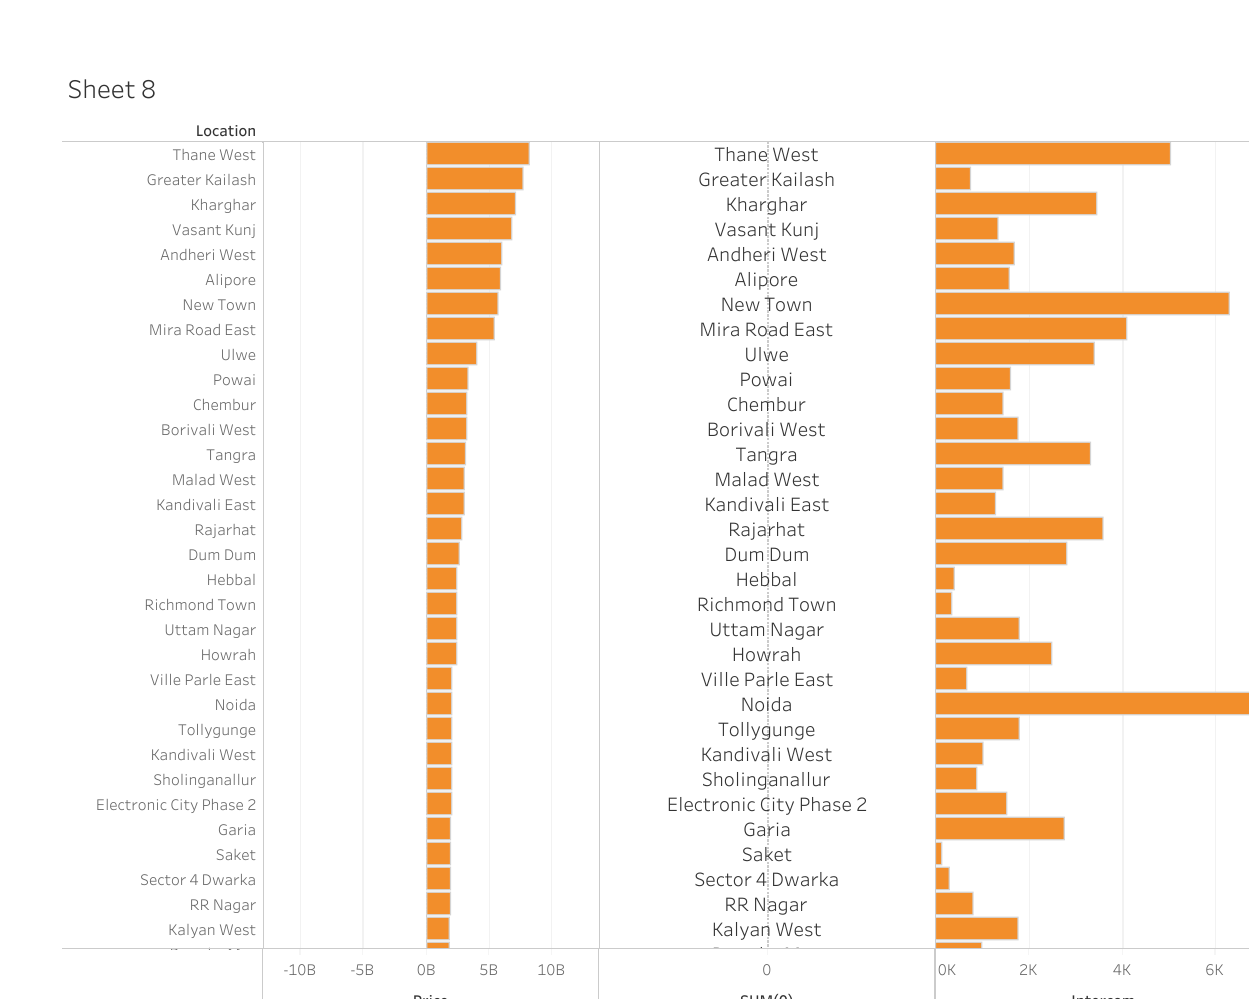 Sheet 8
Location
Thane West Thane West
Greater Kailash Greater Kailash
Kharghar Kharghar
Vasant Kunj Vasant Kunj
Andheri West Andheri West
Alipore Alipore
New Town New Town
Mira Road East Mira Road East
Ulwe Ulwe
Powai Powai
Chembur Chembur
Borivali West Borivali West
Tangra Tangra
Malad West Malad West
Kandivali East Kandivali East
Rajarhat Rajarhat
Dum Dum Dum Dum
Hebbal Hebbal
Richmond Town Richmond Town
Uttam Nagar Uttam Nagar
Howrah Howrah
Ville Parle East Ville Parle East
Noida Noida
Tollygunge Tollygunge
Kandivali West Kandivali West
Sholinganallur Sholinganallur
Electronic City Phase 2 Electronic City Phase 2
Garia Garia
Saket Saket
Sector 4 Dwarka Sector 4 Dwarka
RR Nagar RR Nagar
Kalyan West Kalyan West
-10B -5B 0B 5B 10B 0 0K 2K 4K 6K
Price SUM(0) Intercom